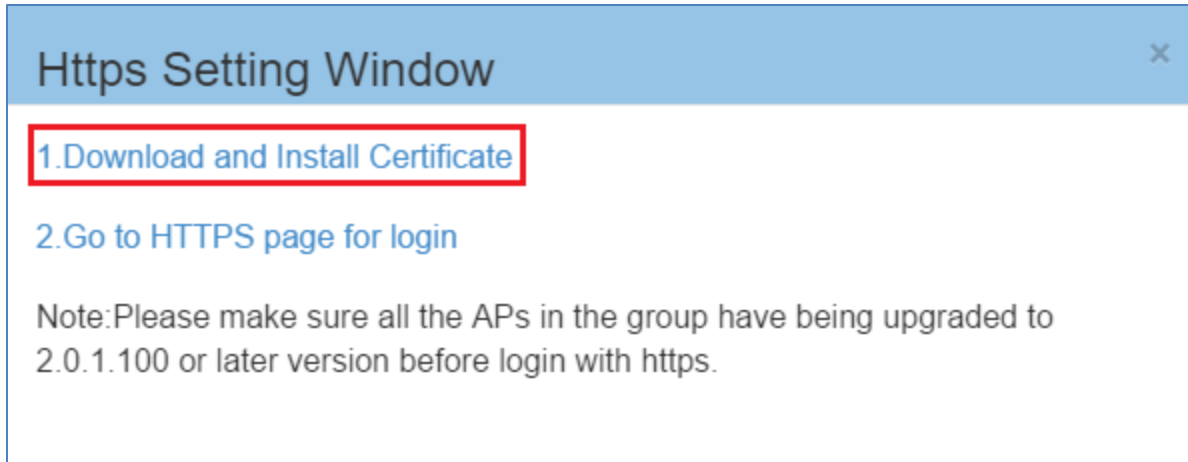 Https Setting Window
×
1.Download and Install Certificate
2.Go to HTTPS page for login
Note:Please make sure all the APs in the group have being upgraded to
2.0.1.100 or later version before login with https.